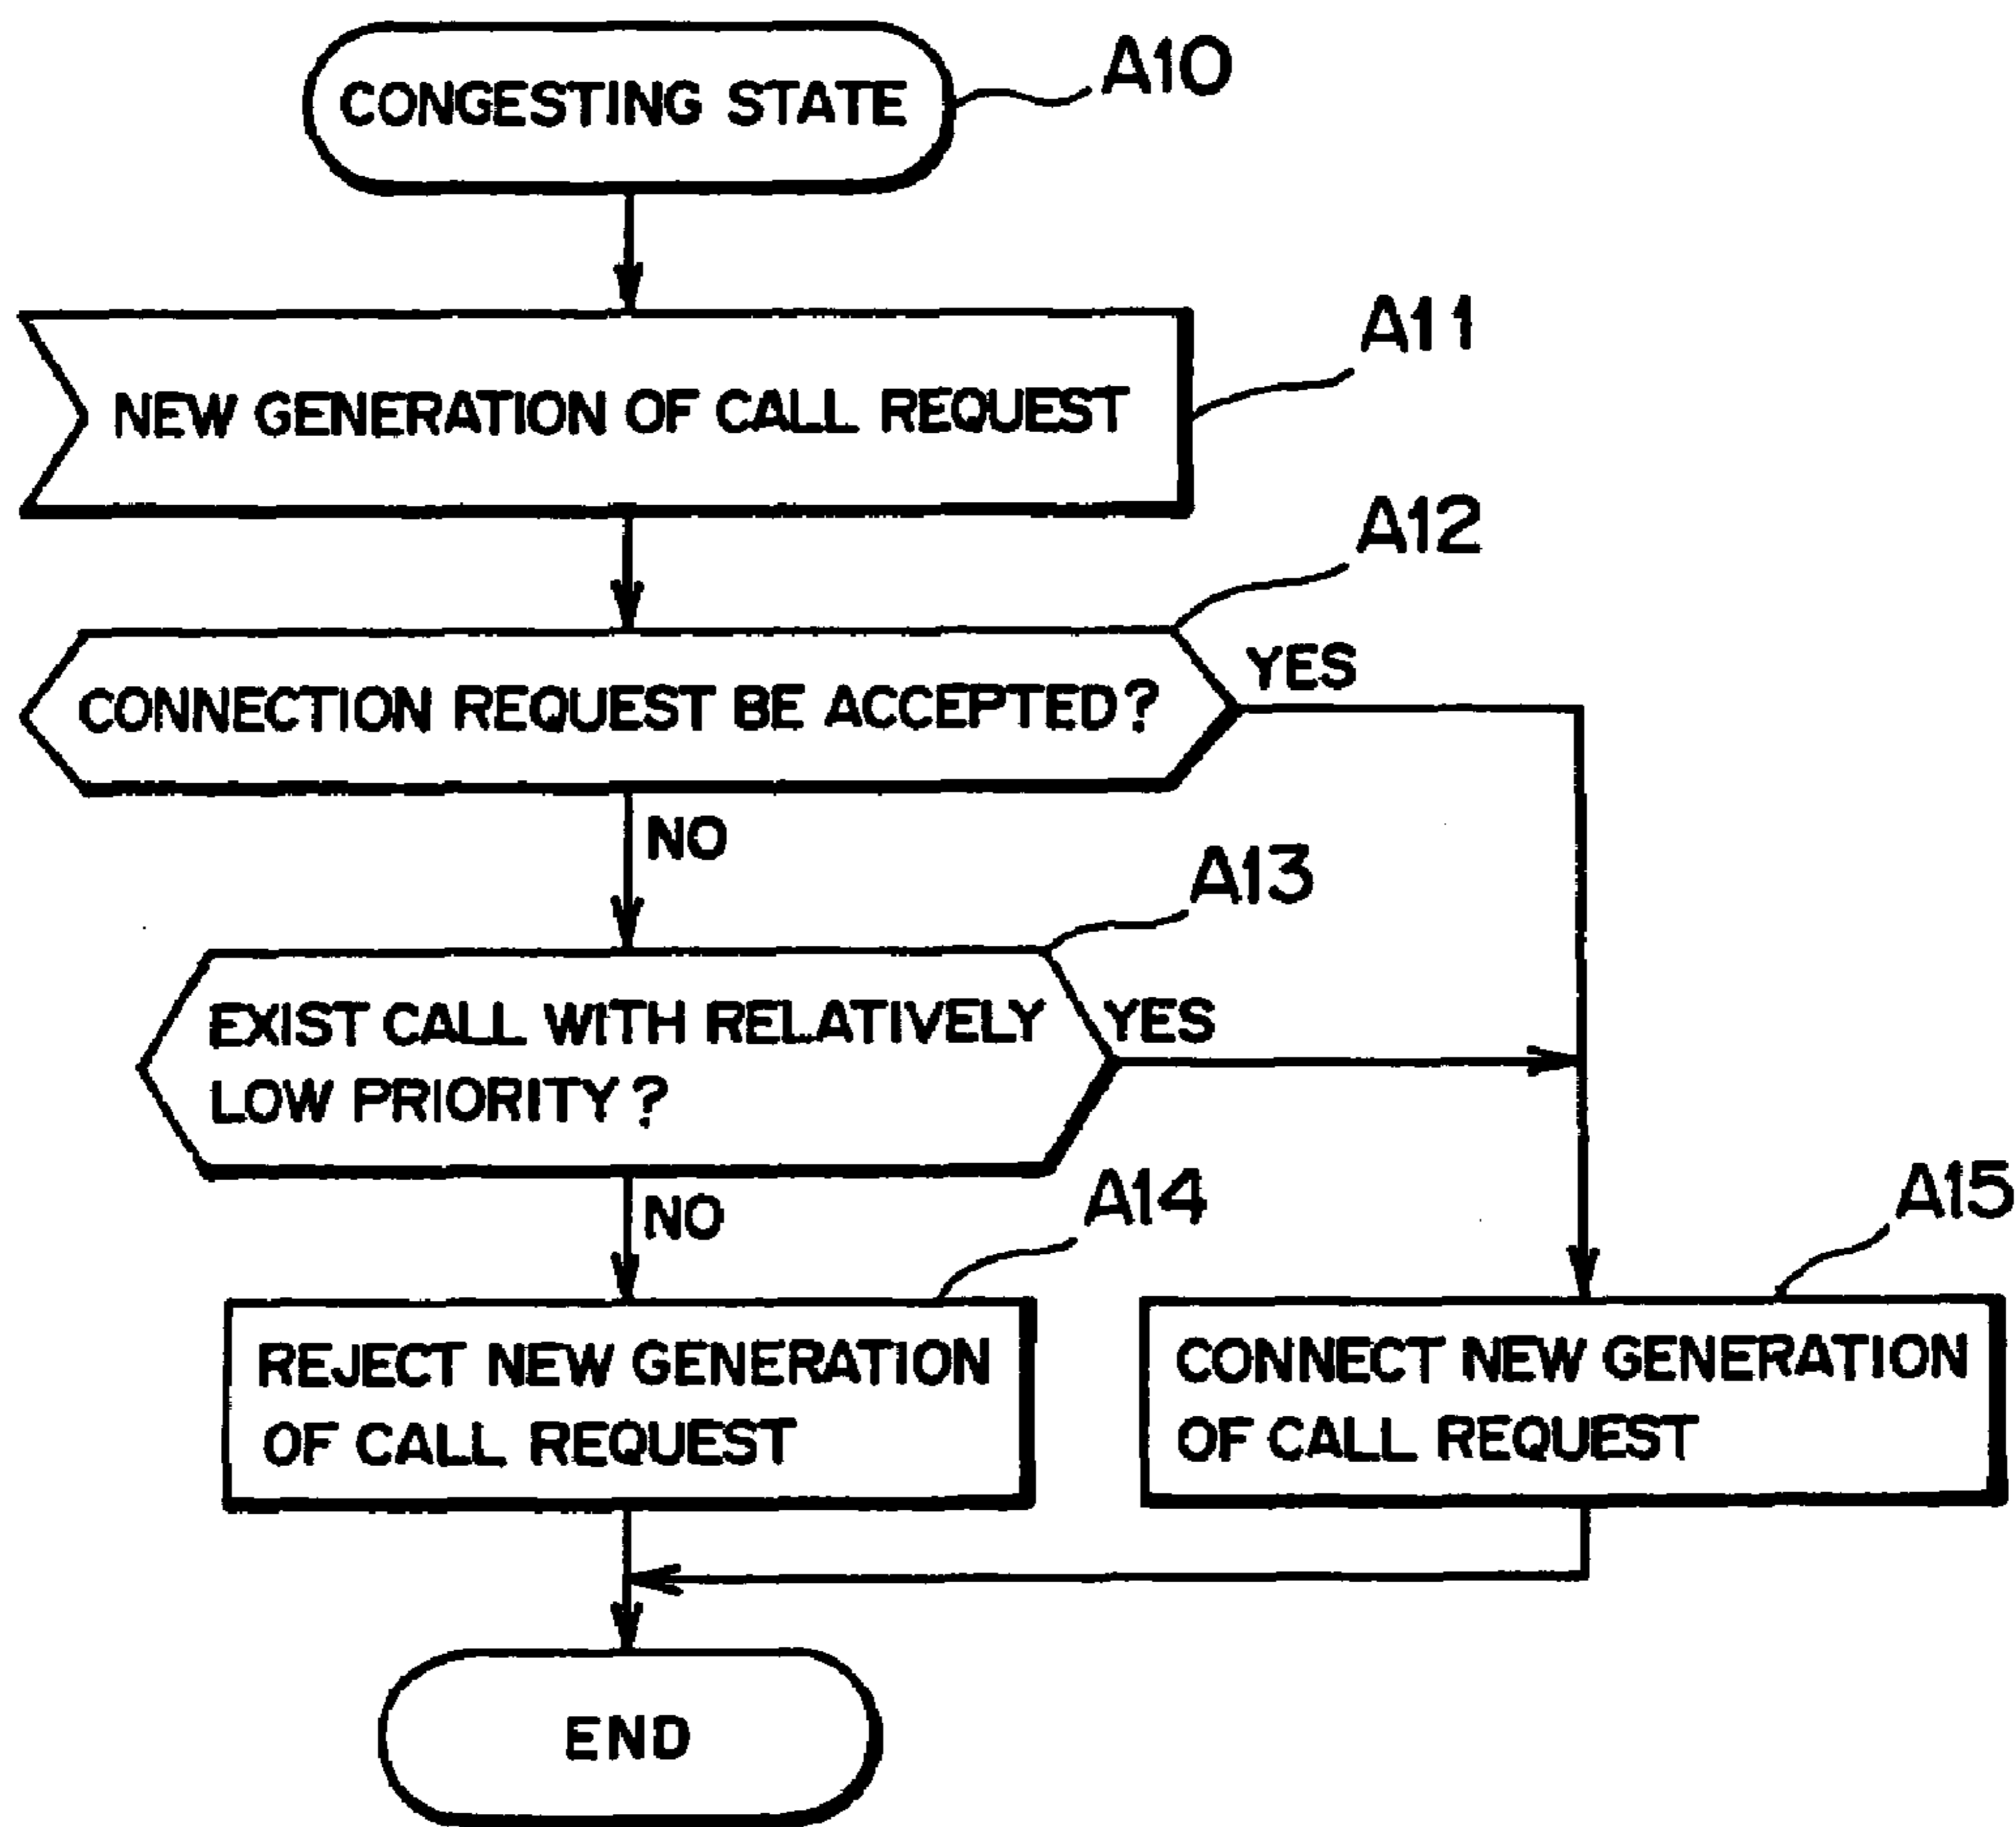 CONGESTING STATE
A10
NEW GENERATION OF CALL REQUEST
A11
A12
CONNECTION REQUEST BE ACCEPTED?
YES
NO
A13
EXIST CALL WITH RELATIVELY
LOW PRIORITY?
YES
NO
A14
A15
REJECT NEW GENERATION
OF CALL REQUEST
CONNECT NEW GENERATION
OF CALL REQUEST
END